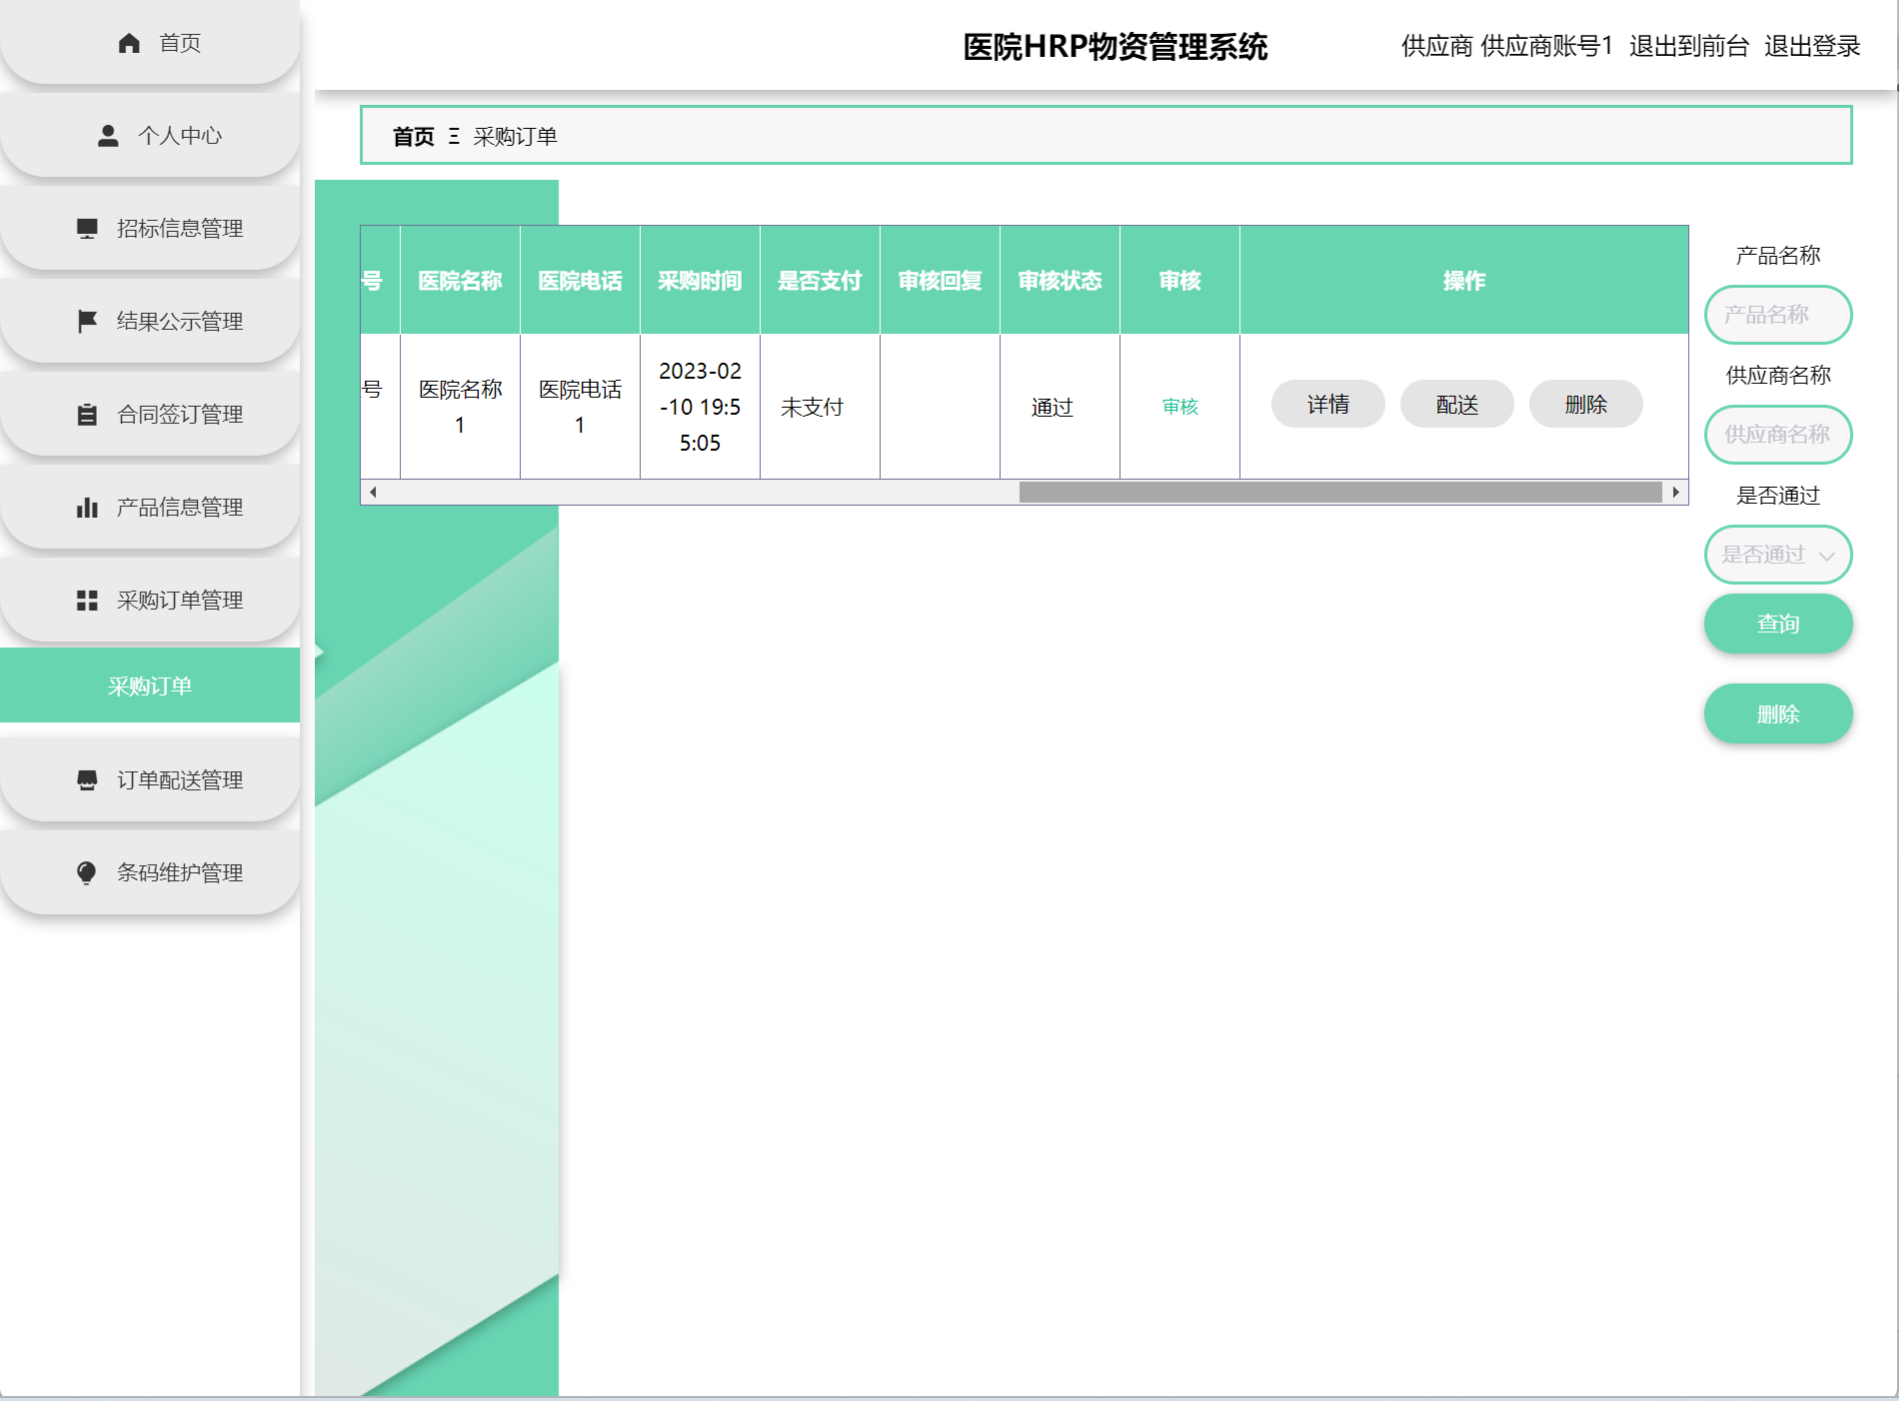 首页
个人中心
招标信息管理
结果公示管理
合同签订管理
产品信息管理
采购订单管理
采购订单
订单配送管理
条码维护管理
医院HRP物资管理系统
供应商 供应商账号1 退出到前台 退出登录
首页 Ξ 采购订单
号 医院名称 医院电话 采购时间 是否支付 审核回复 审核状态 审核 操作
号 医院名称1 医院电话1 2023-02-10 19:55:05 未支付 通过 审核 详情 配送 删除
产品名称
产品名称
供应商名称
供应商名称
是否通过
是否通过
查询
删除